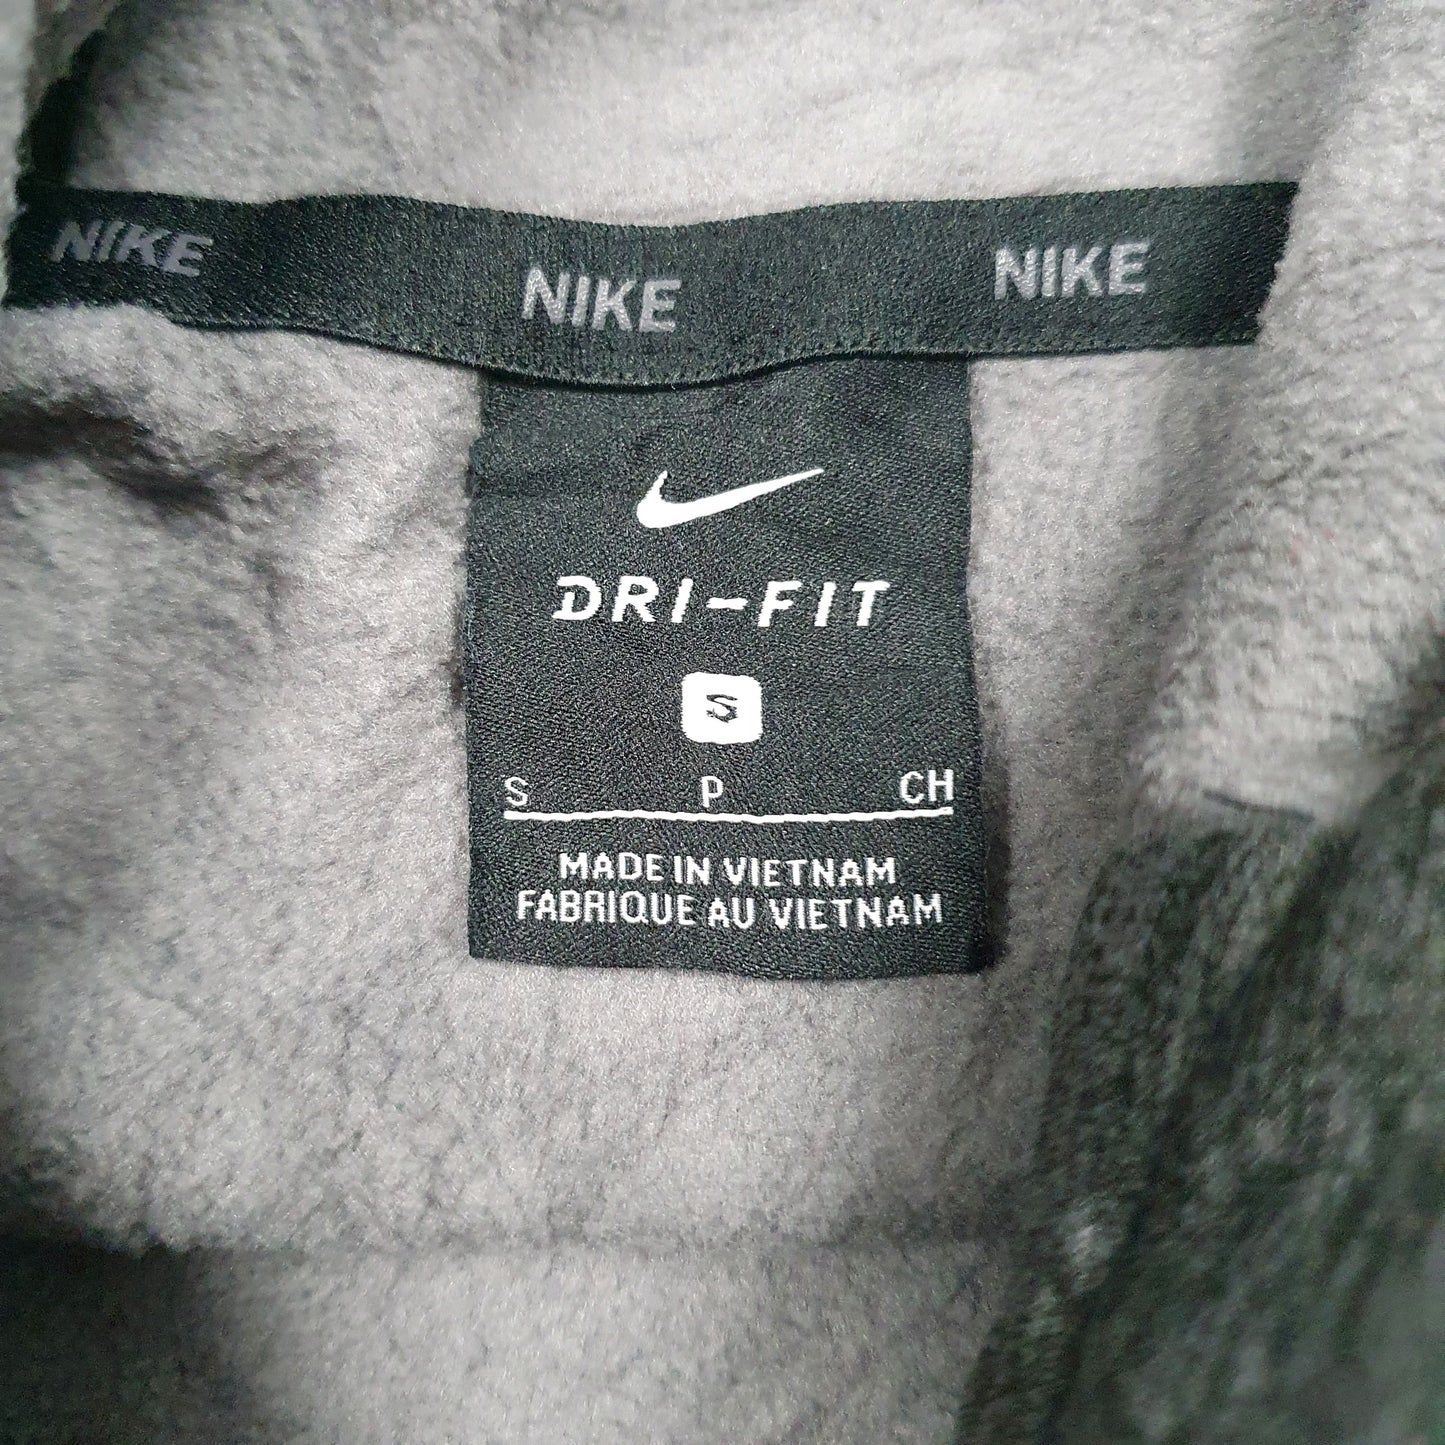 NIKE NIKE NIKE
DRI-FIT
S
S P CH
MADE IN VIETNAM
FABRIQUE AU VIETNAM